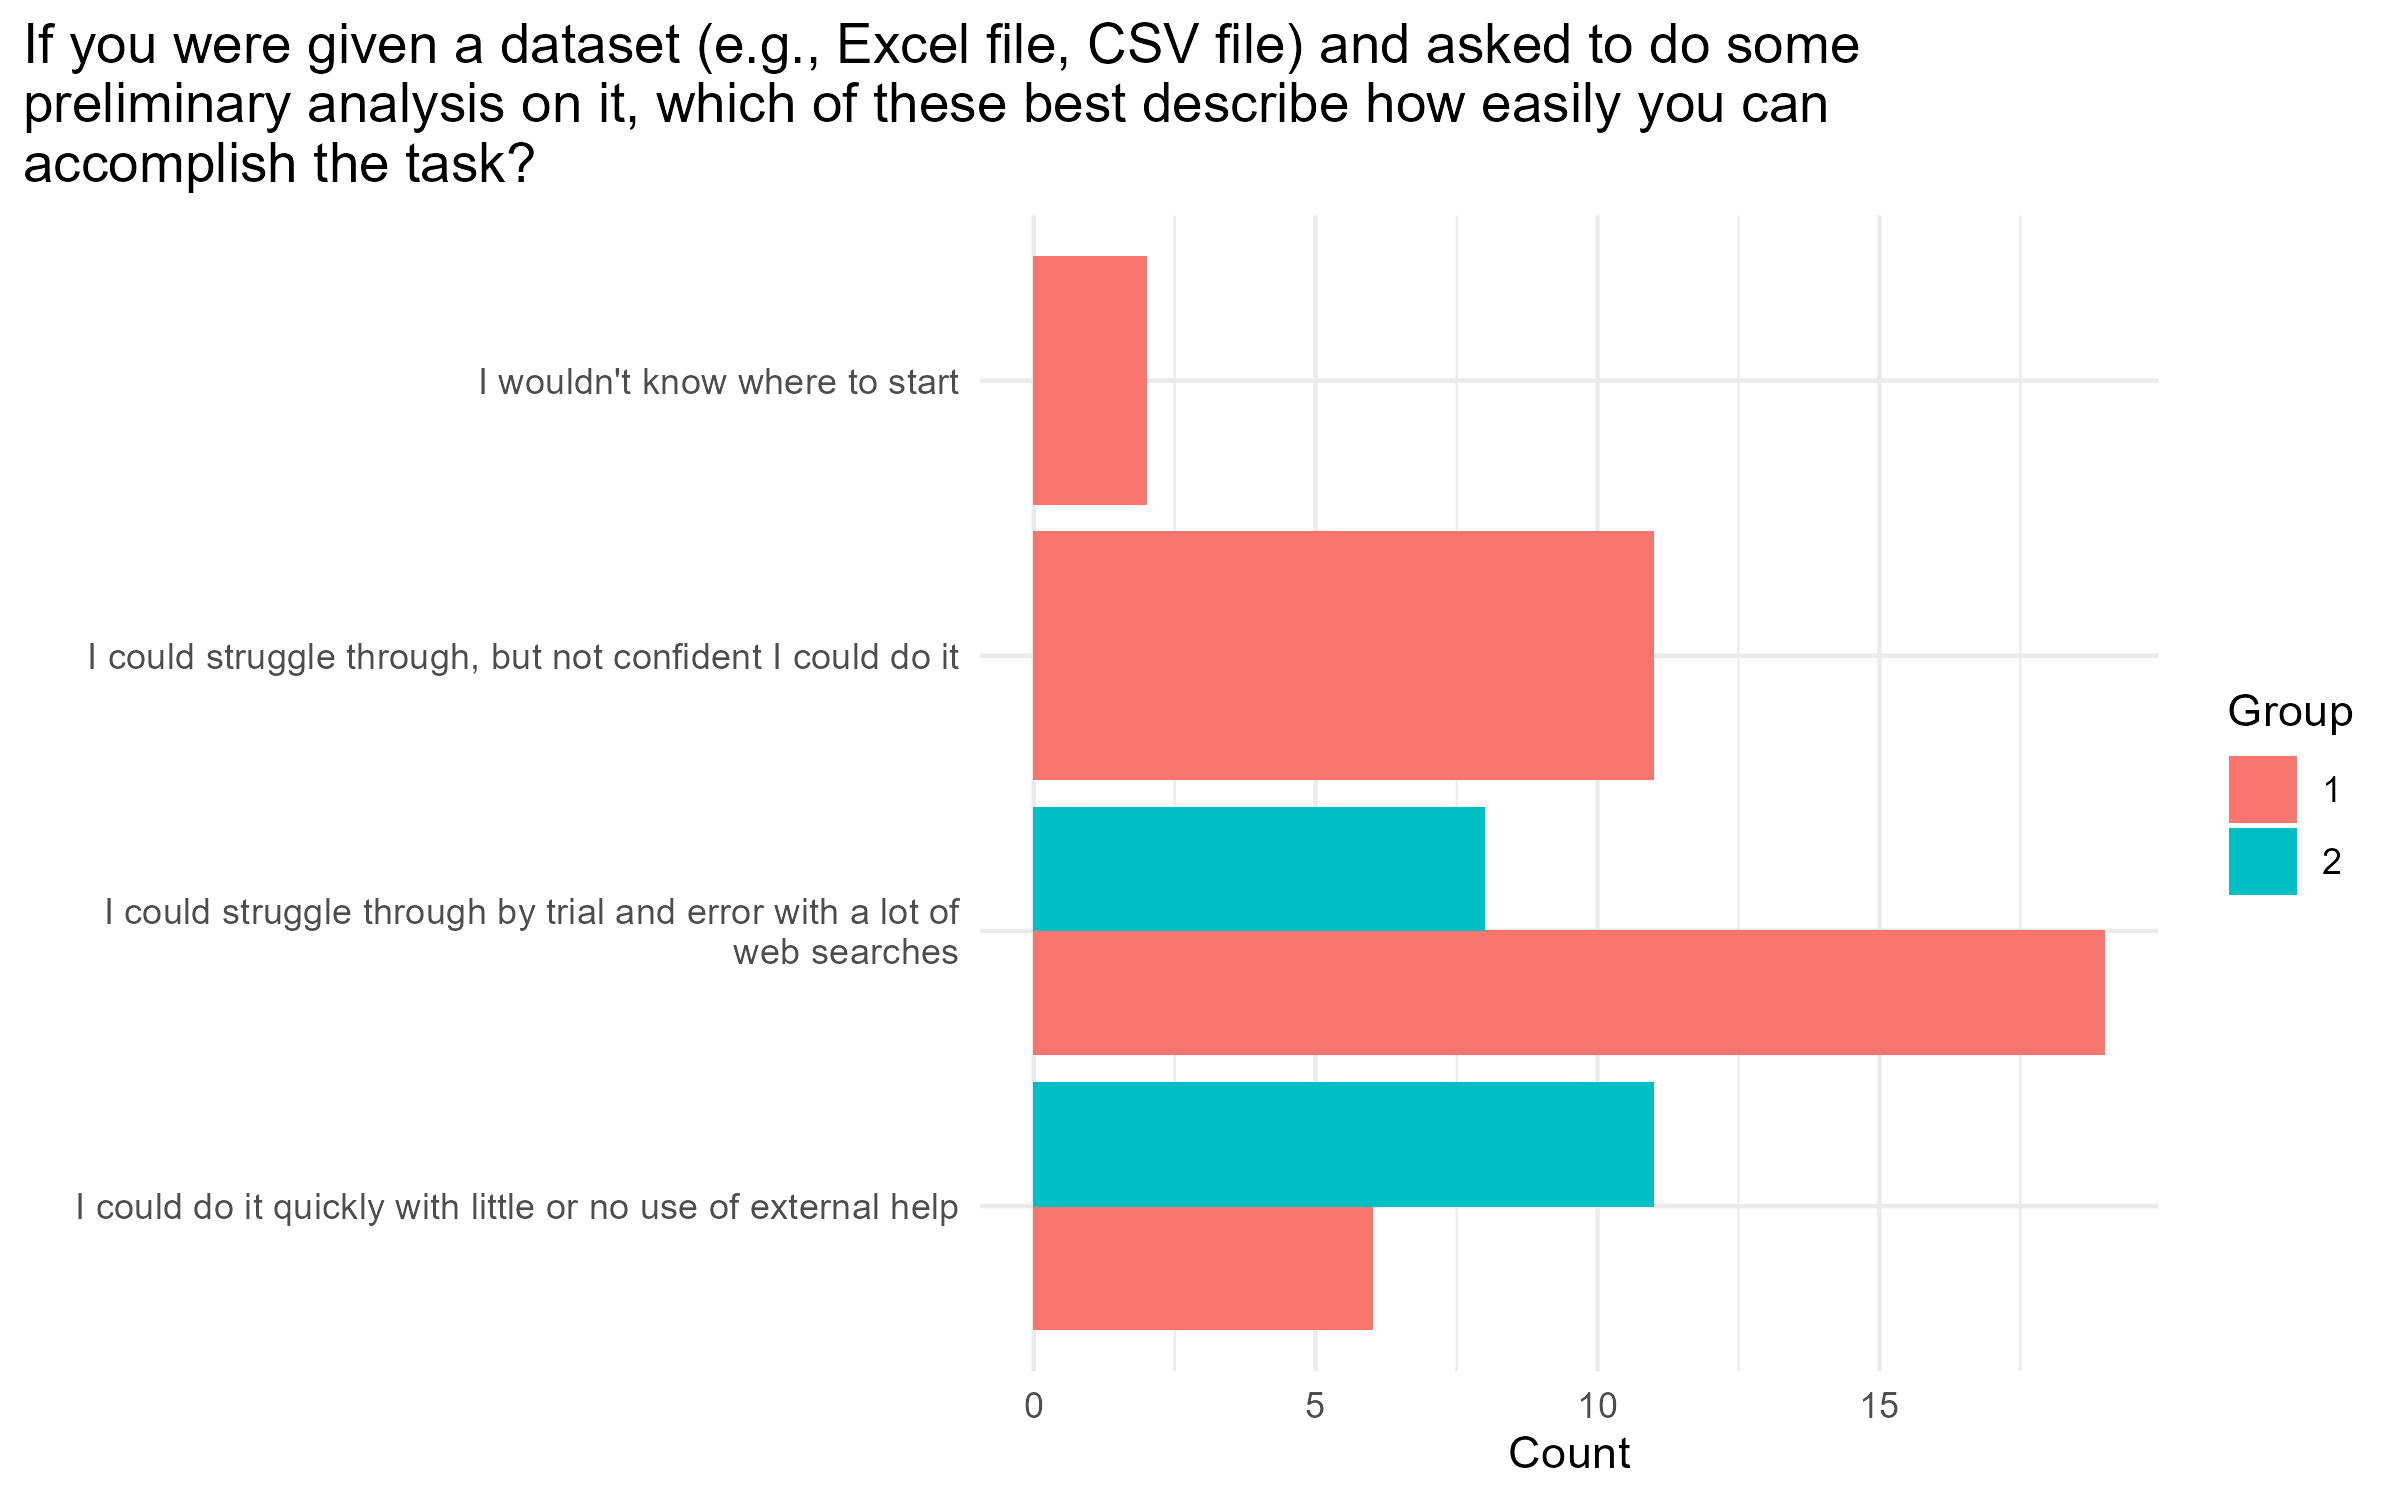 If you were given a dataset (e.g., Excel file, CSV file) and asked to do some
preliminary analysis on it, which of these best describe how easily you can
accomplish the task?
I wouldn't know where to start
I could struggle through, but not confident I could do it
I could struggle through by trial and error with a lot of
web searches
I could do it quickly with little or no use of external help
0 5 10 15
Count
Group
1
2